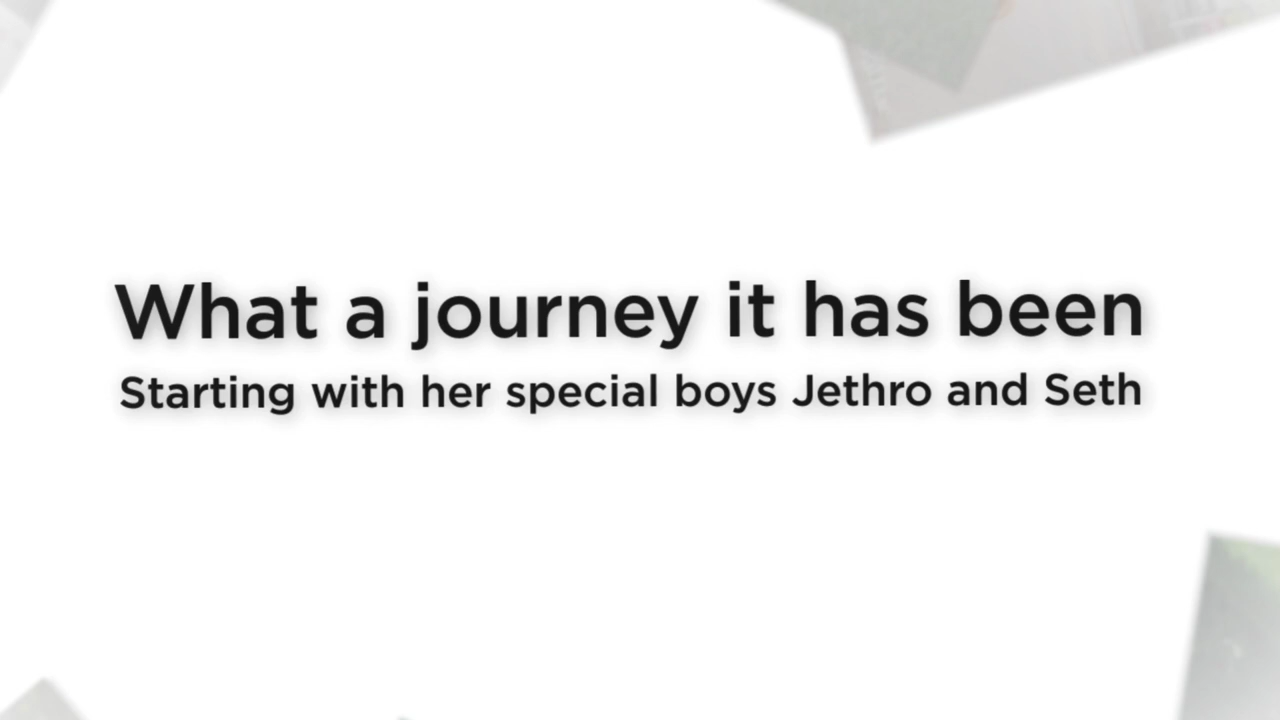 What a journey it has been
Starting with her special boys Jethro and Seth